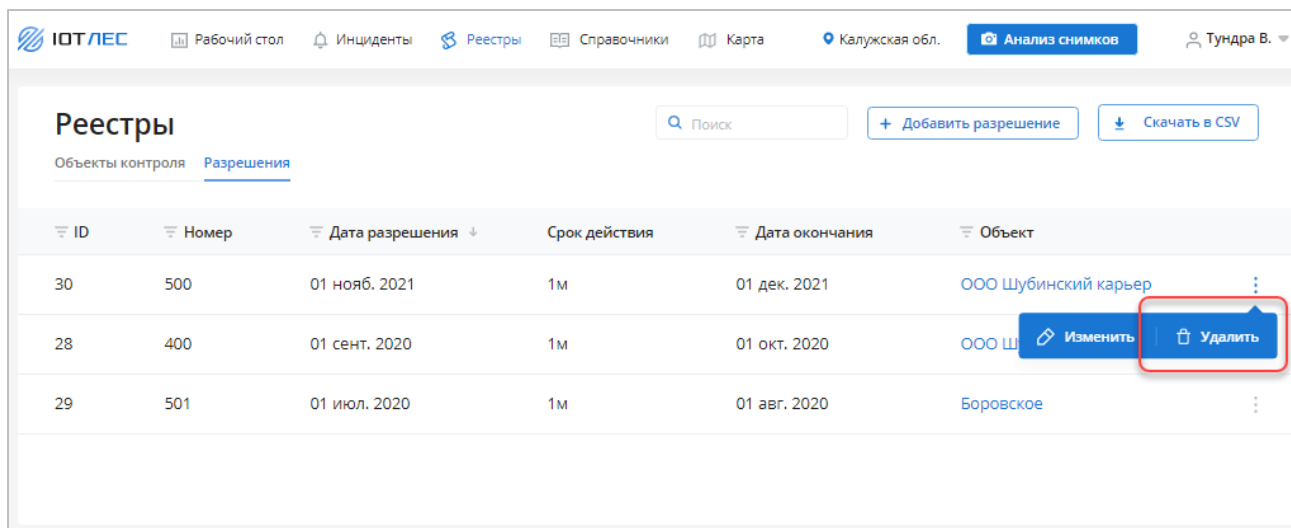 IOT ЛЕС Рабочий стол Инциденты Реестры Справочники Карта Калужская обл. Анализ снимков Тундра В.
Реестры Поиск + Добавить разрешение Скачать в CSV
Объекты контроля Разрешения
ID Номер Дата разрешения ↓ Срок действия Дата окончания Объект
30 500 01 нояб. 2021 1м 01 дек. 2021 ООО Шубинский карьер
28 400 01 сент. 2020 1м 01 окт. 2020 ООО Ш Изменить Удалить
29 501 01 июл. 2020 1м 01 авг. 2020 Боровское